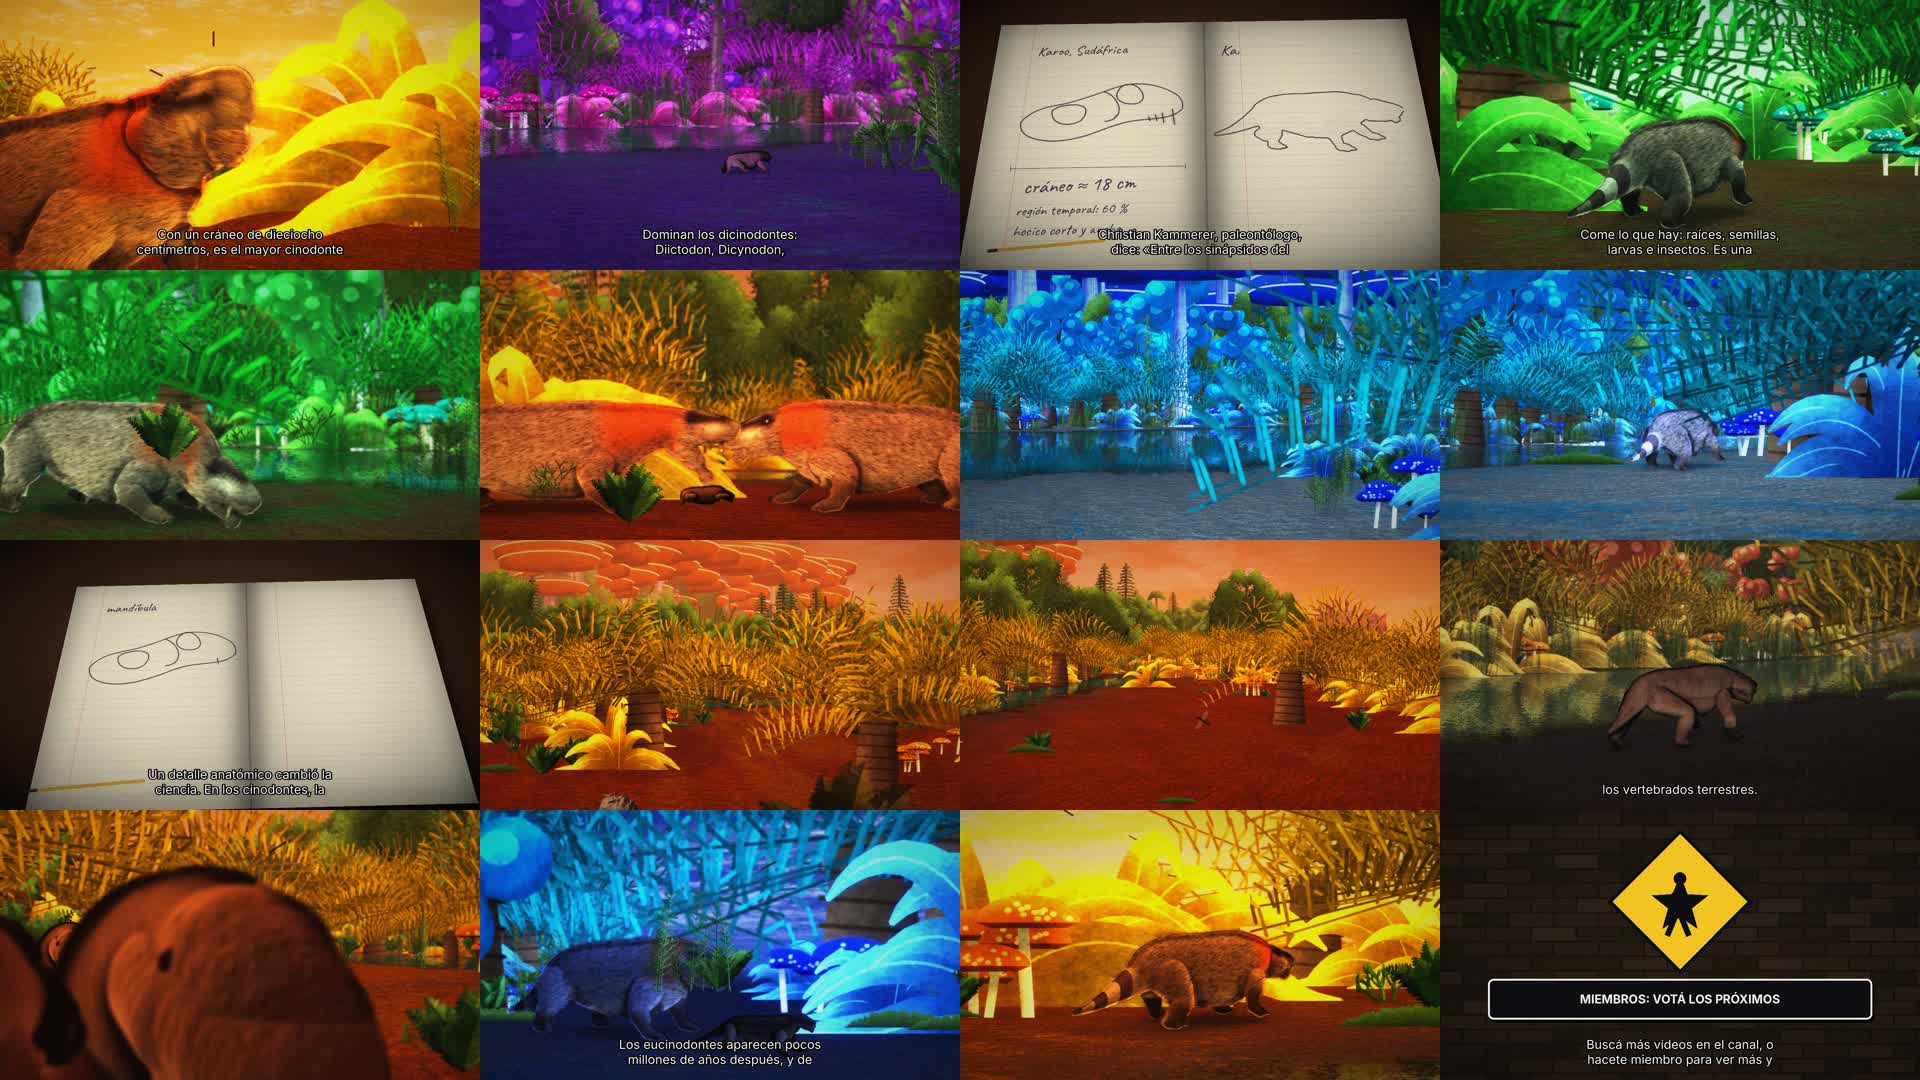 Con un cráneo de dieciocho
centímetros, es el mayor cinodonte
Dominan los dicinodontes:
Diictodon, Dicynodon,
Karoo, Sudáfrica
Ka
cráneo ≈ 18 cm
región temporal: 60 %
hocico corto y
Christian Kammerer, paleontólogo,
dice: «Entre los sinápsidos del
Come lo que hay: raíces, semillas,
larvas e insectos. Es una
mandíbula
Un detalle anatómico cambió la
ciencia. En los cinodontes, la
los vertebrados terrestres.
Los eucinodontes aparecen pocos
millones de años después, y de
MIEMBROS: VOTÁ LOS PRÓXIMOS
Buscá más videos en el canal, o
hacete miembro para ver más y